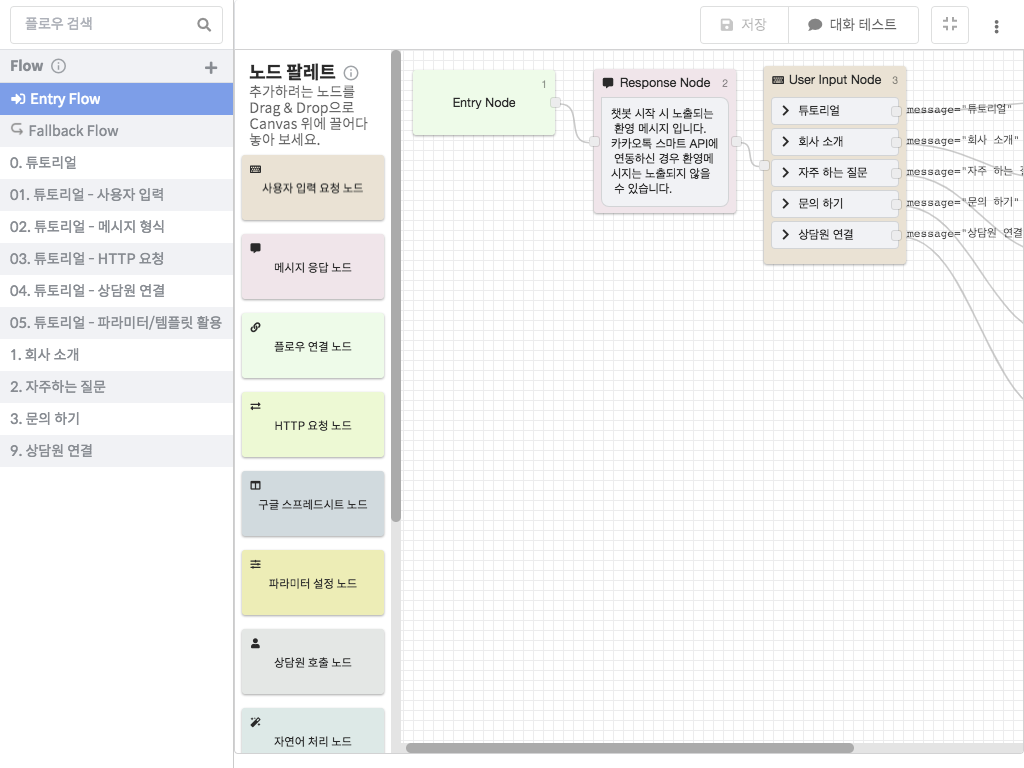 플로우 검색
저장
대화 테스트
Flow
Entry Flow
Fallback Flow
0. 튜토리얼
01. 튜토리얼 - 사용자 입력
02. 튜토리얼 - 메시지 형식
03. 튜토리얼 - HTTP 요청
04. 튜토리얼 - 상담원 연결
05. 튜토리얼 - 파라미터/템플릿 활용
1. 회사 소개
2. 자주하는 질문
3. 문의 하기
9. 상담원 연결
노드 팔레트
추가하려는 노드를
Drag & Drop으로
Canvas 위에 끌어다
놓아 보세요.
사용자 입력 요청 노드
메시지 응답 노드
플로우 연결 노드
HTTP 요청 노드
구글 스프레드시트 노드
파라미터 설정 노드
상담원 호출 노드
자연어 처리 노드
1
Entry Node
Response Node 2
챗봇 시작 시 노출되는
환영 메시지 입니다.
카카오톡 스마트 API에
연동하신 경우 환영메
시지는 노출되지 않을
수 있습니다.
User Input Node 3
튜토리얼
회사 소개
자주 하는 질문
문의 하기
상담원 연결
message="튜토리얼"
message="회사 소개"
message="자주 하는
message="문의 하기"
message="상담원 연결